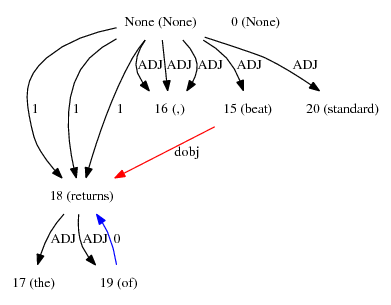 None (None) 0 (None)
ADJ ADJ ADJ ADJ ADJ
1 1 1 16 (,) 15 (beat) 20 (standard)
dobj
18 (returns)
ADJ ADJ 0
17 (the) 19 (of)